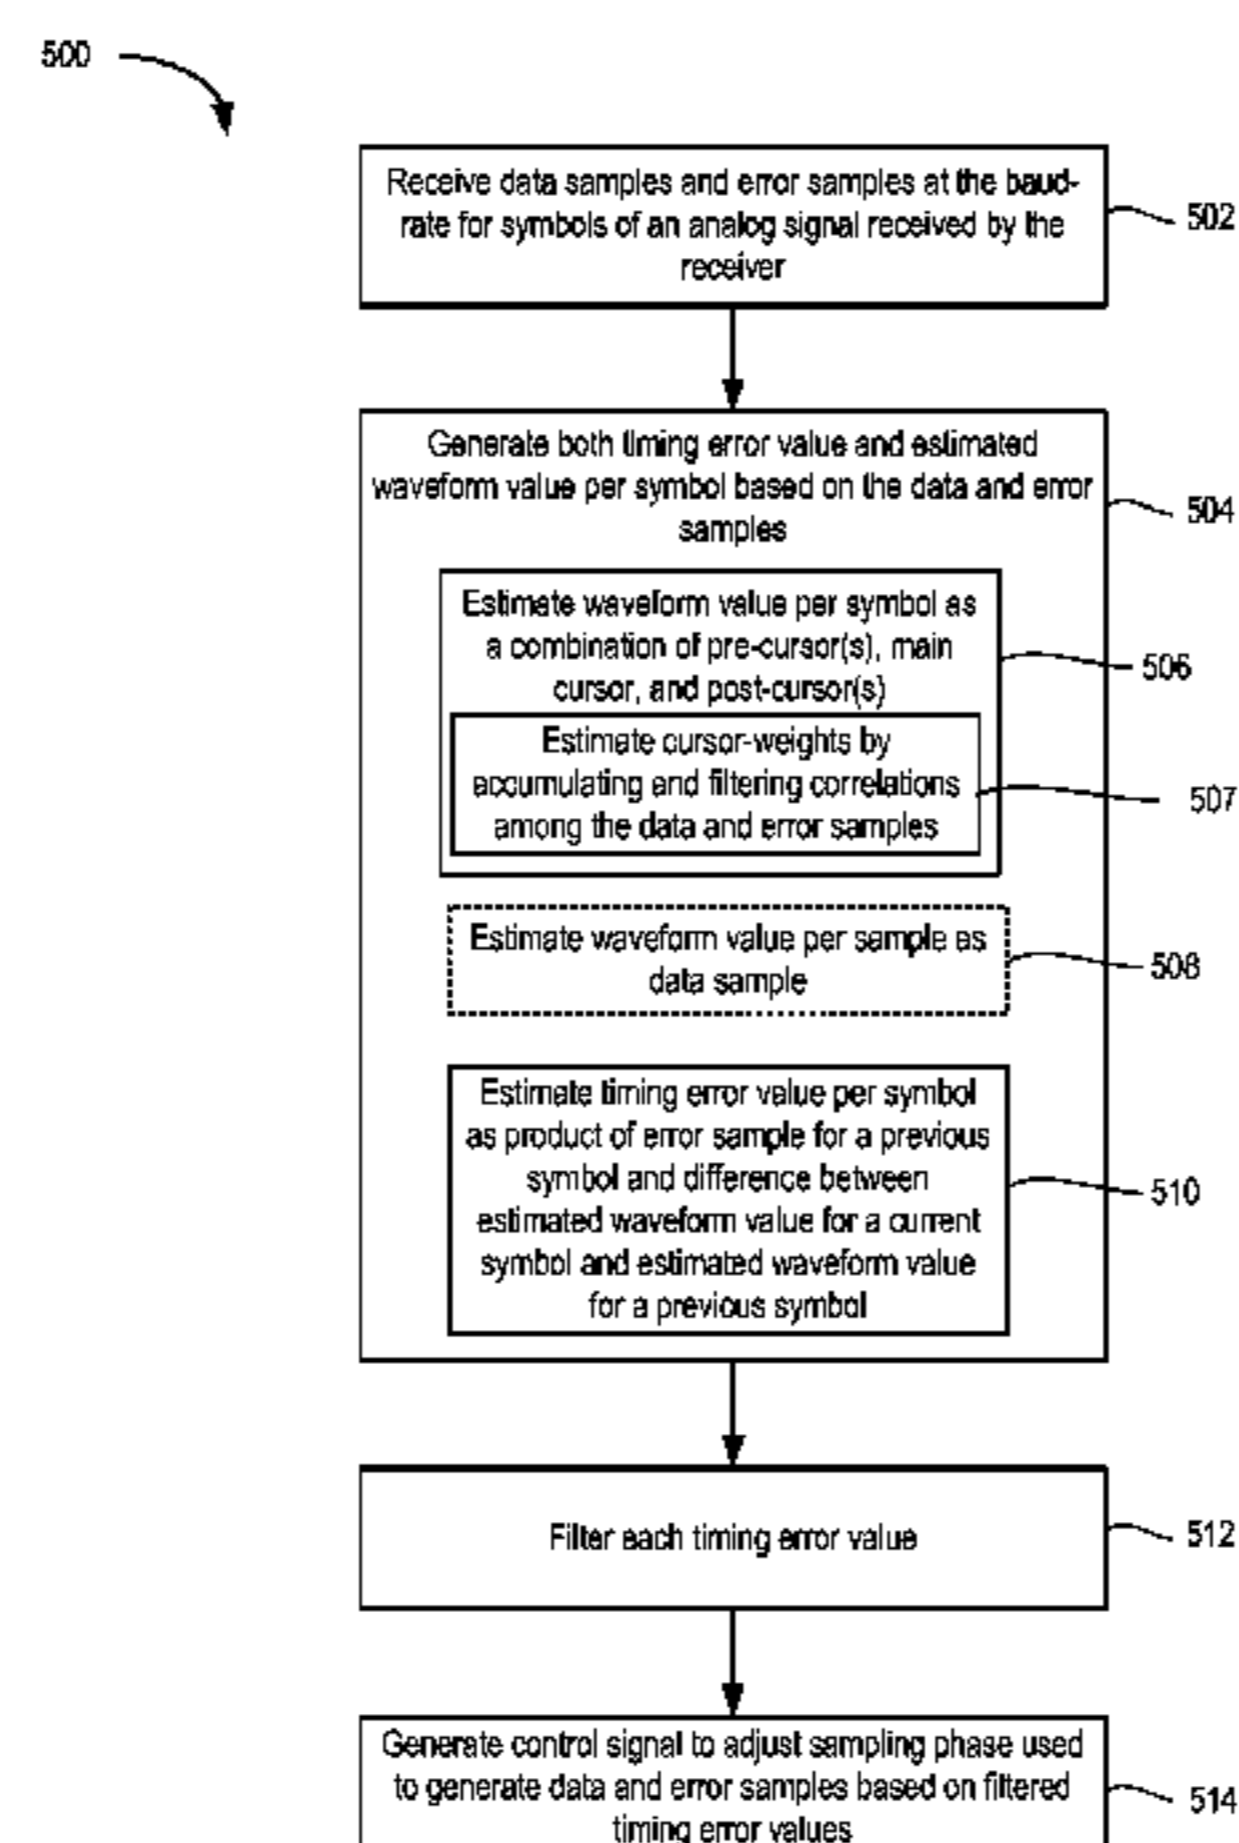 500
Receive data samples and error samples at the baud-
rate for symbols of an analog signal received by the
receiver
502
Generate both timing error value and estimated
waveform value per symbol based on the data and error
samples
504
Estimate waveform value per symbol as
a combination of pre-cursor(s), main
cursor, and post-cursor(s)
506
Estimate cursor-weights by
accumulating and filtering correlations
among the data and error samples
507
Estimate waveform value per sample as
data sample
508
Estimate timing error value per symbol
as product of error sample for a previous
symbol and difference between
estimated waveform value for a current
symbol and estimated waveform value
for a previous symbol
510
Filter each timing error value
512
Generate control signal to adjust sampling phase used
to generate data and error samples based on filtered
timing error values
514